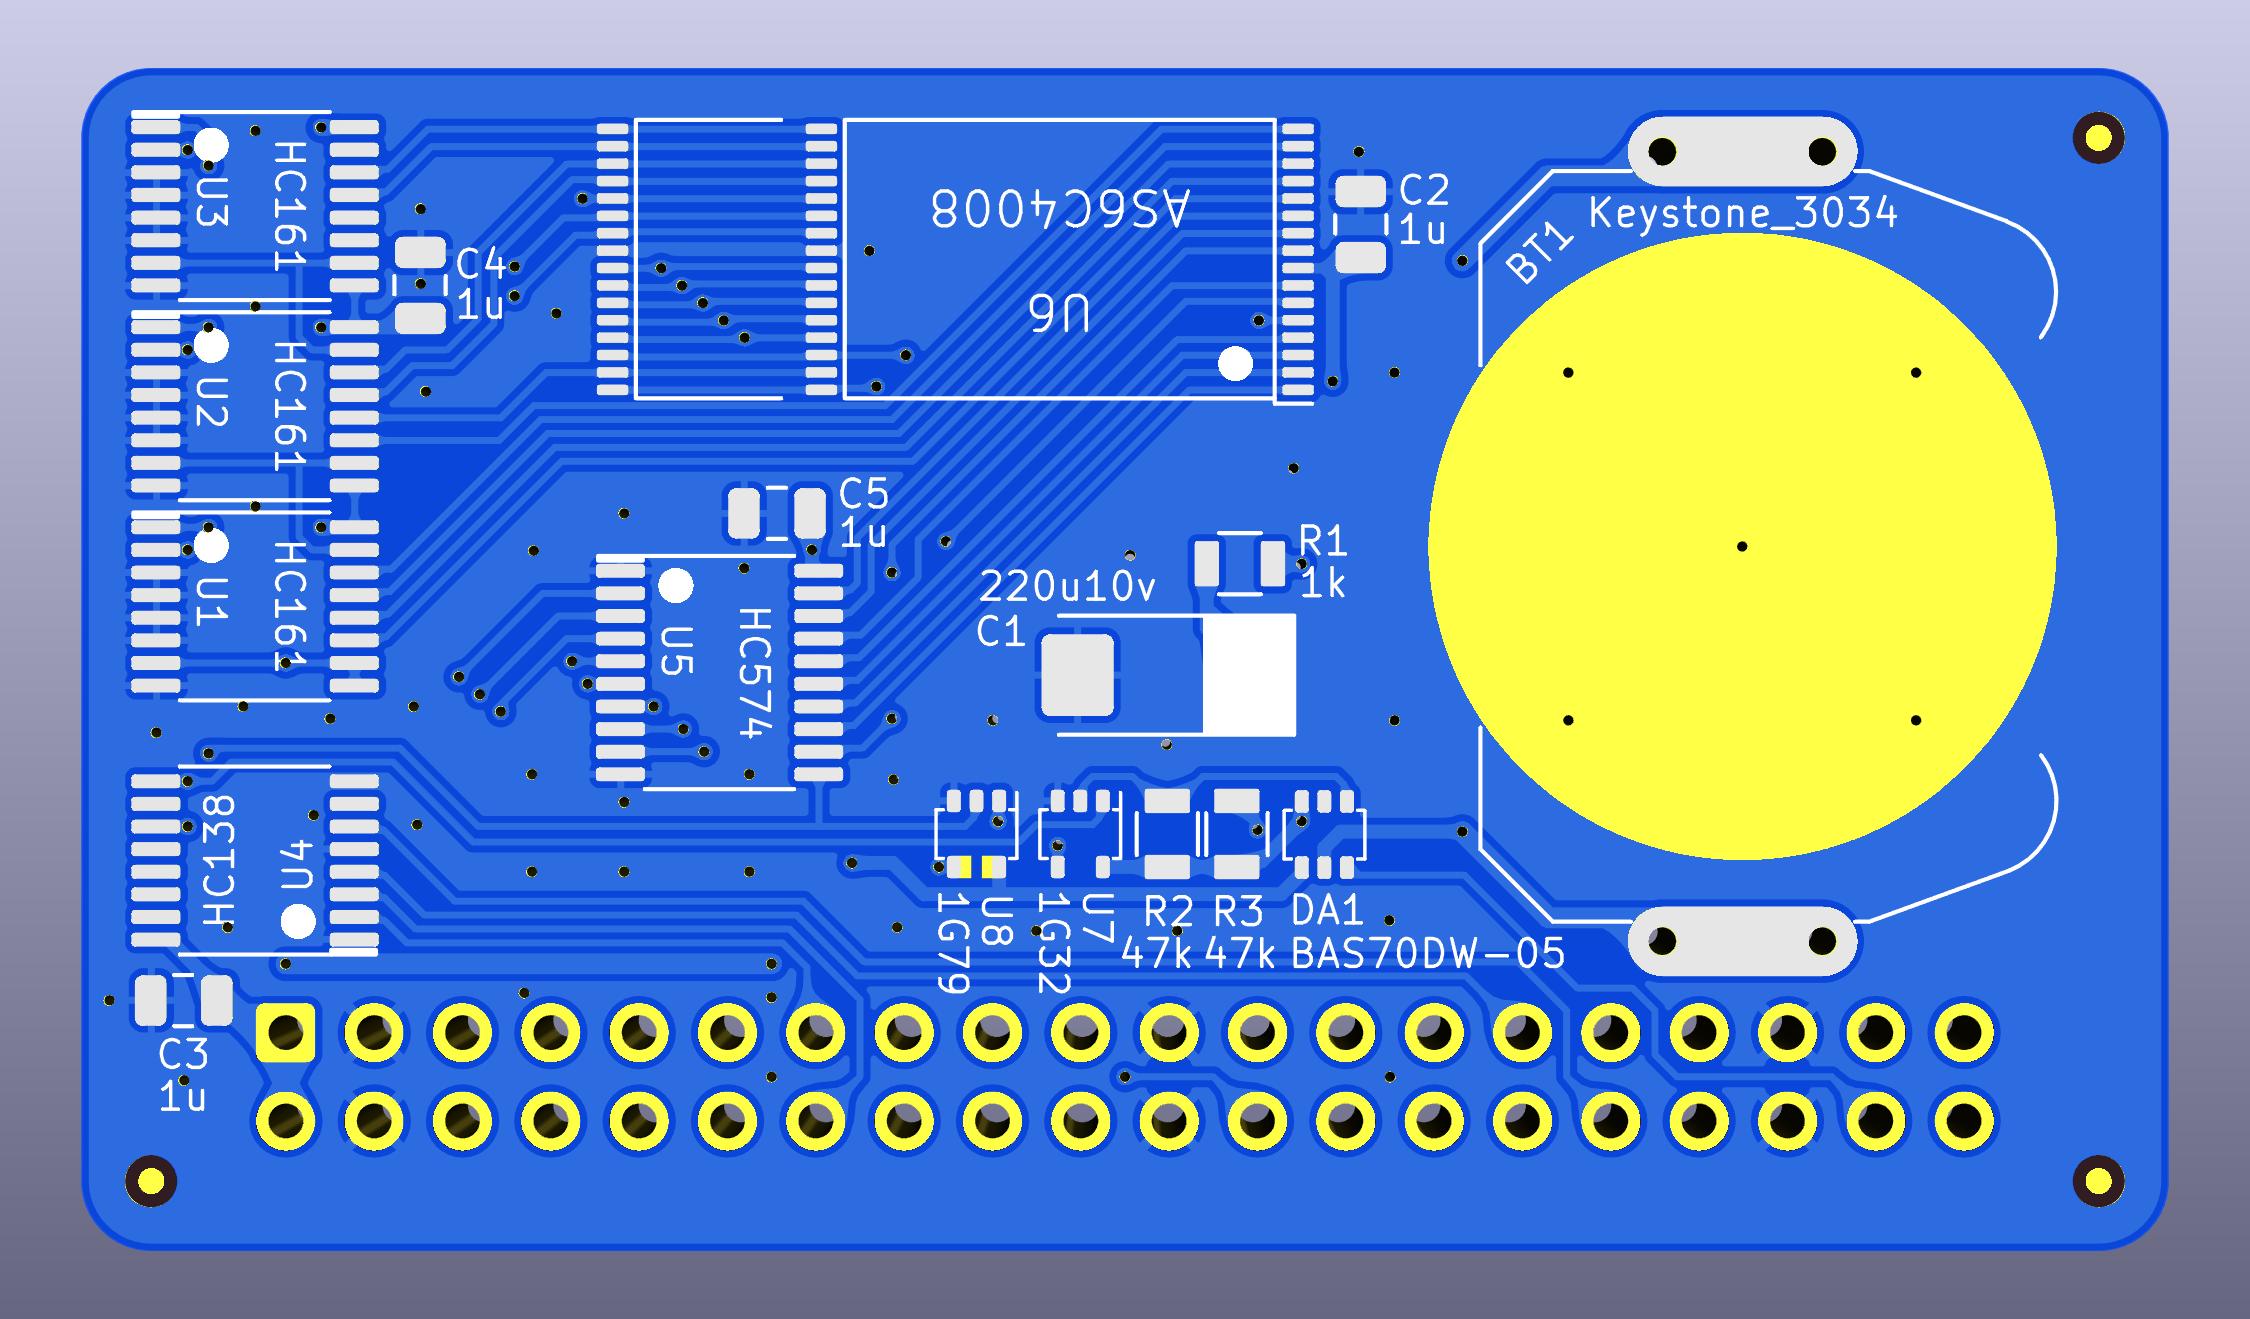 U3
HC161
C4
1u
AS6C4008
U6
C2
1u
Keystone_3034
BT1
U2
HC161
U1
HC161
C5
1u
U5
HC574
R1
1k
220u10v
C1
HC138
U4
U8
1G79
U7
1G32
R2
47k
R3
47k
DA1
BAS70DW-05
C3
1u